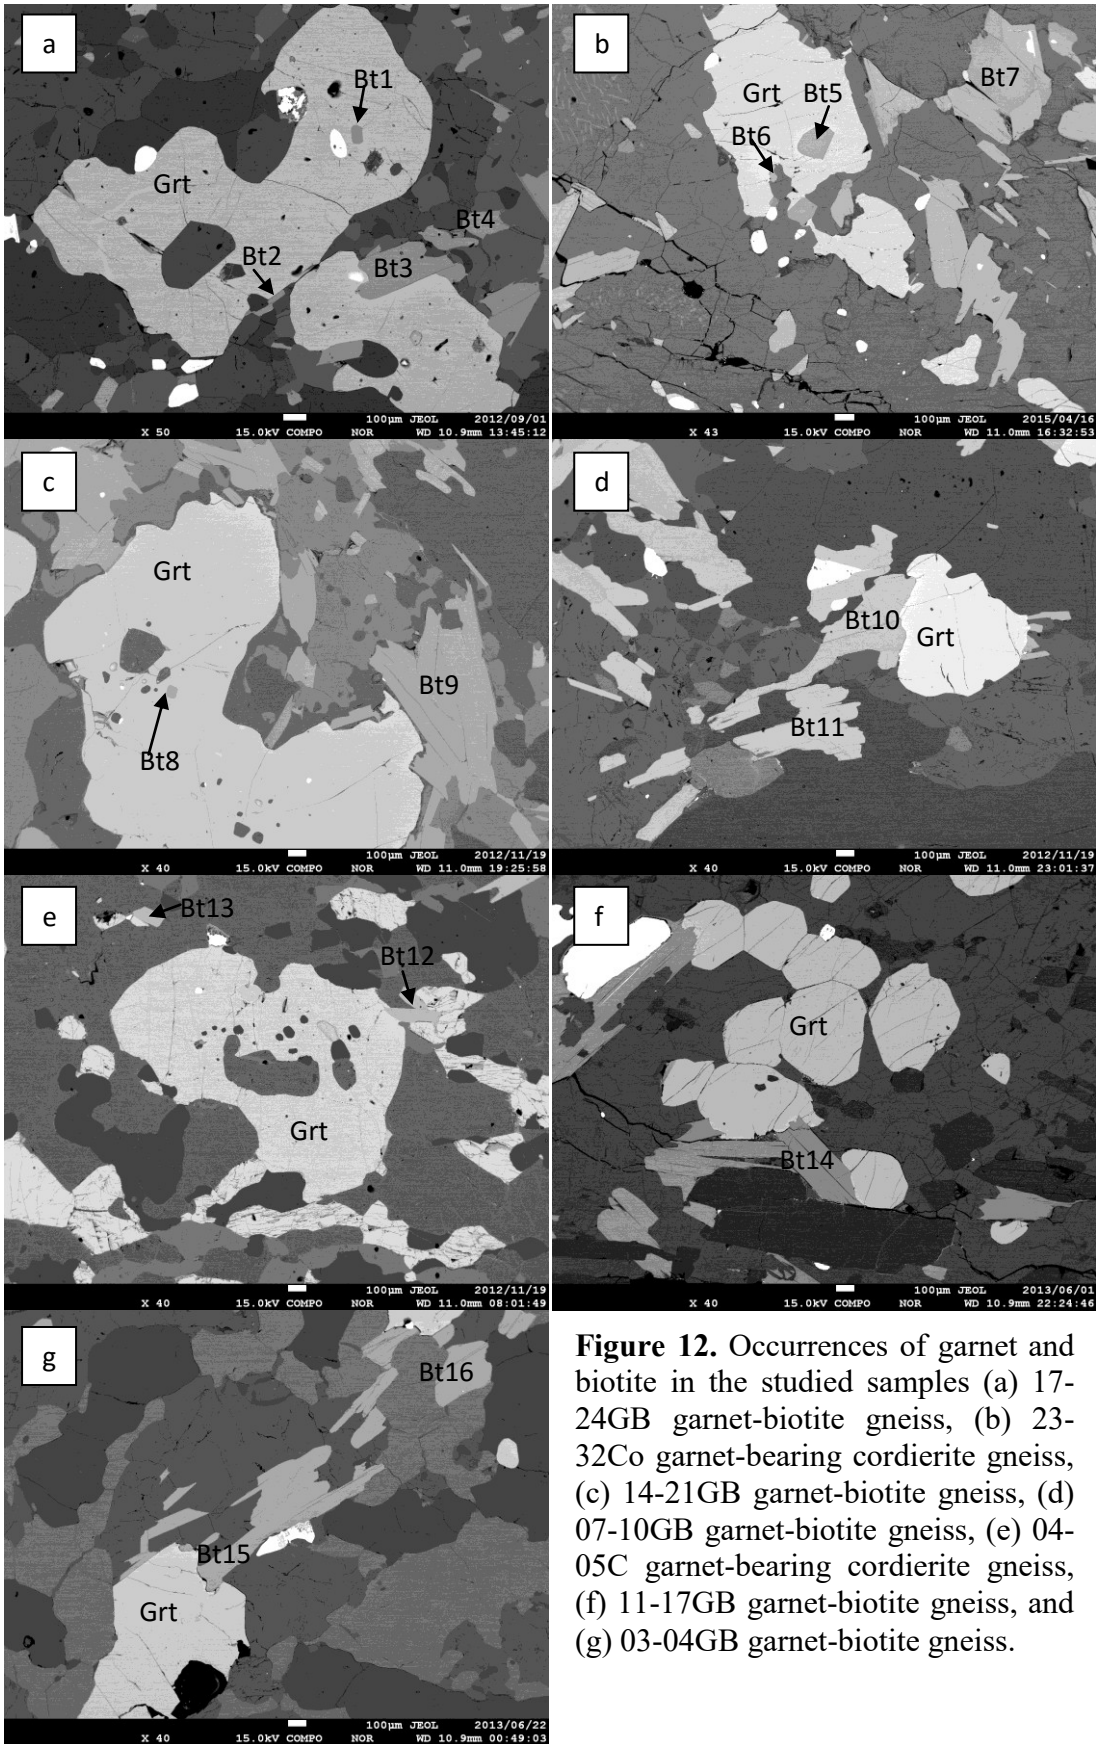 a
Bt1
Grt
Bt4
Bt2
Bt3
100µm JEOL 2012/09/01
X 50 15.0kV COMPO NOR WD 10.9mm 13:45:12
b
Bt7
Grt
Bt5
Bt6
100µm JEOL 2015/04/16
X 43 15.0kV COMPO NOR WD 11.0mm 16:32:53
c
Grt
Bt9
Bt8
100µm JEOL 2012/11/19
X 40 15.0kV COMPO NOR WD 11.0mm 19:25:58
d
Bt10
Grt
Bt11
100µm JEOL 2012/11/19
X 40 15.0kV COMPO NOR WD 11.0mm 23:01:37
e
Bt13
Bt12
Grt
100µm JEOL 2012/11/19
X 40 15.0kV COMPO NOR WD 11.0mm 08:01:49
f
Grt
Bt14
100µm JEOL 2013/06/01
X 40 15.0kV COMPO NOR WD 10.9mm 22:24:46
g
Bt16
Bt15
Grt
100µm JEOL 2013/06/22
X 40 15.0kV COMPO NOR WD 10.9mm 00:49:03
Figure 12. Occurrences of garnet and
biotite in the studied samples (a) 17-
24GB garnet-biotite gneiss, (b) 23-
32Co garnet-bearing cordierite gneiss,
(c) 14-21GB garnet-biotite gneiss, (d)
07-10GB garnet-biotite gneiss, (e) 04-
05C garnet-bearing cordierite gneiss,
(f) 11-17GB garnet-biotite gneiss, and
(g) 03-04GB garnet-biotite gneiss.